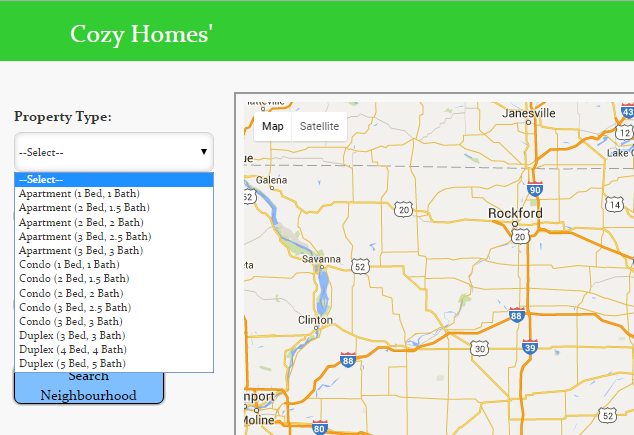 Cozy Homes'
Property Type:
--Select--
--Select--
Apartment (1 Bed, 1 Bath)
Apartment (2 Bed, 1.5 Bath)
Apartment (2 Bed, 2 Bath)
Apartment (3 Bed, 2.5 Bath)
Apartment (3 Bed, 3 Bath)
Condo (1 Bed, 1 Bath)
Condo (2 Bed, 1.5 Bath)
Condo (2 Bed, 2 Bath)
Condo (3 Bed, 2.5 Bath)
Condo (3 Bed, 3 Bath)
Duplex (3 Bed, 3 Bath)
Duplex (4 Bed, 4 Bath)
Duplex (5 Bed, 5 Bath)
Search
Neighbourhood
Map Satellite
Janesville
43
12
Lake
Galena
52
90
14
20
Rockford
20
Savanna
52
Clinton
88
30
39
88
nport
Moline
80
52